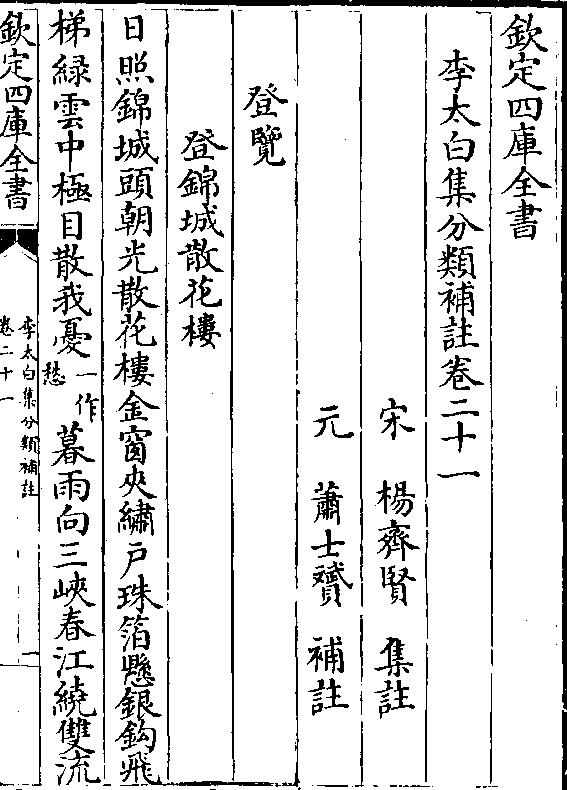 欽定四庫全書
李太白集分類補註卷二十一
宋　楊齊賢　集註
元　蕭士贇　補註
登覽
登錦城散花樓
日照錦城頭朝光散花樓金窗夾繡户珠箔懸銀鈎飛
梯緑雲中極目散我憂一作愁暮雨向三峽春江繞雙流
欽定四庫全書
李太白集分類補註
卷二十一
一